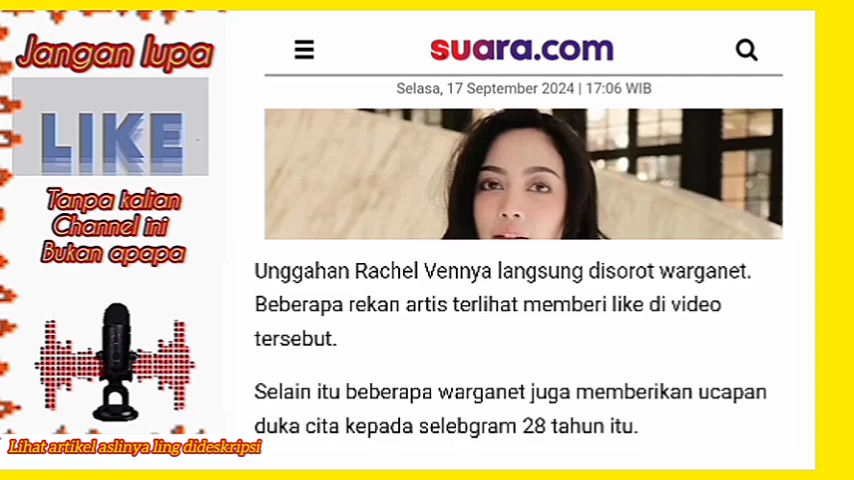 Jangan lupa
LIKE
Tanpa kalian
Channel ini
Bukan apapa
suara.com
Selasa, 17 September 2024 | 17:06 WIB
Unggahan Rachel Vennya langsung disorot warganet.
Beberapa rekan artis terlihat memberi like di video
tersebut.
Selain itu beberapa warganet juga memberikan ucapan
duka cita kepada selebgram 28 tahun itu.
Lihat artikel aslinya ling dideskripsi